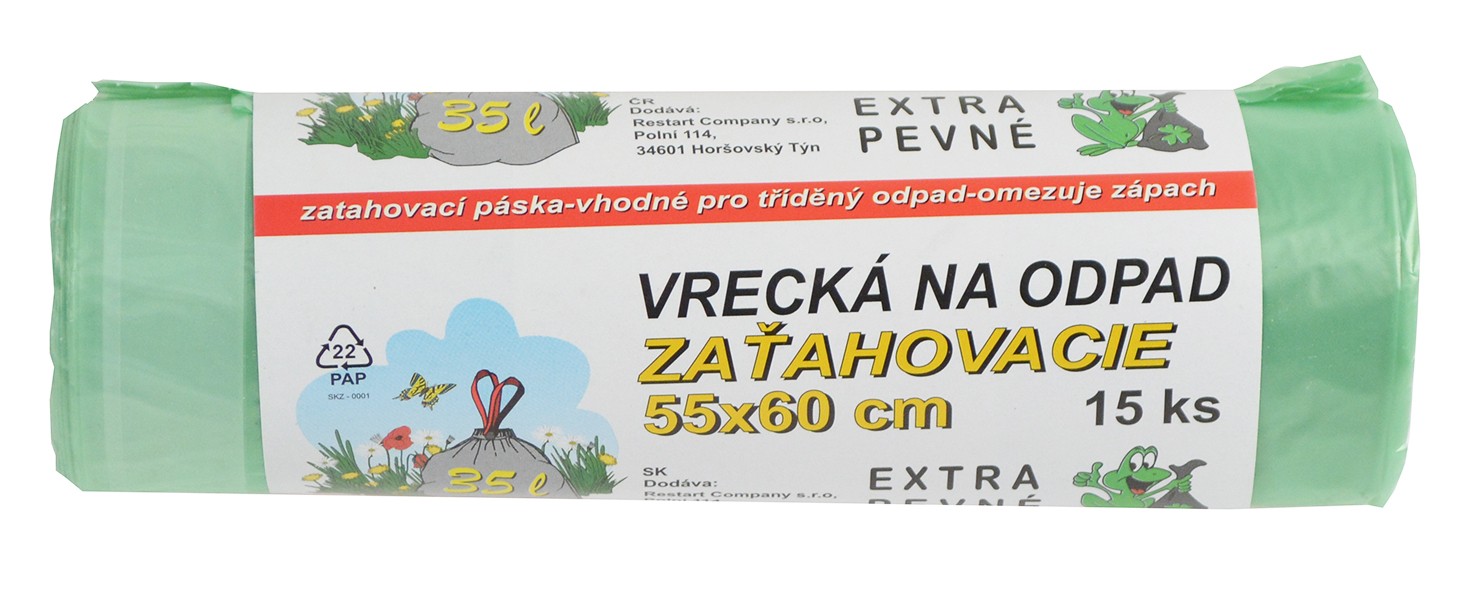 35 l
ČR
Dodává:
Restart Company s.r.o,
Polní 114,
34601 Horšovský Týn
EXTRA
PEVNÉ
zatahovací páska-vhodné pro tříděný odpad-omezuje zápach
VRECKÁ NA ODPAD
ZAŤAHOVACIE
55x60 cm
15 ks
22
PAP
SKZ - 0001
35 l
SK
Dodáva:
Restart Company s.r.o,
EXTRA
PEVNÉ